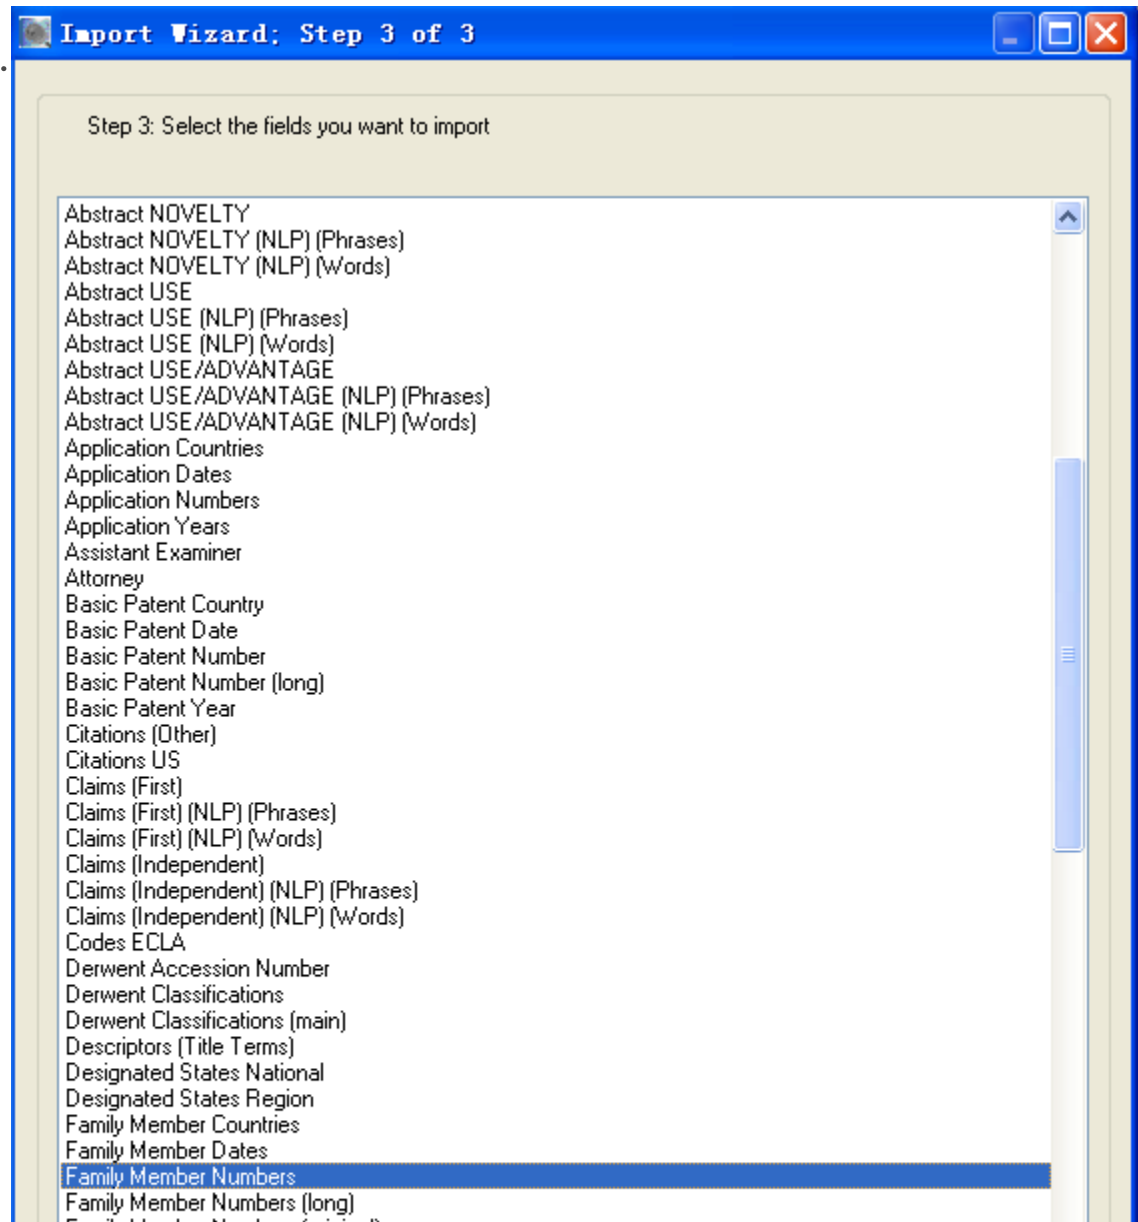 Import Wizard; Step 3 of 3
Step 3: Select the fields you want to import
Abstract NOVELTY
Abstract NOVELTY (NLP) (Phrases)
Abstract NOVELTY (NLP) (Words)
Abstract USE
Abstract USE (NLP) (Phrases)
Abstract USE (NLP) (Words)
Abstract USE/ADVANTAGE
Abstract USE/ADVANTAGE (NLP) (Phrases)
Abstract USE/ADVANTAGE (NLP) (Words)
Application Countries
Application Dates
Application Numbers
Application Years
Assistant Examiner
Attorney
Basic Patent Country
Basic Patent Date
Basic Patent Number
Basic Patent Number (long)
Basic Patent Year
Citations (Other)
Citations US
Claims (First)
Claims (First) (NLP) (Phrases)
Claims (First) (NLP) (Words)
Claims (Independent)
Claims (Independent) (NLP) (Phrases)
Claims (Independent) (NLP) (Words)
Codes ECLA
Derwent Accession Number
Derwent Classifications
Derwent Classifications (main)
Descriptors (Title Terms)
Designated States National
Designated States Region
Family Member Countries
Family Member Dates
Family Member Numbers
Family Member Numbers (long)